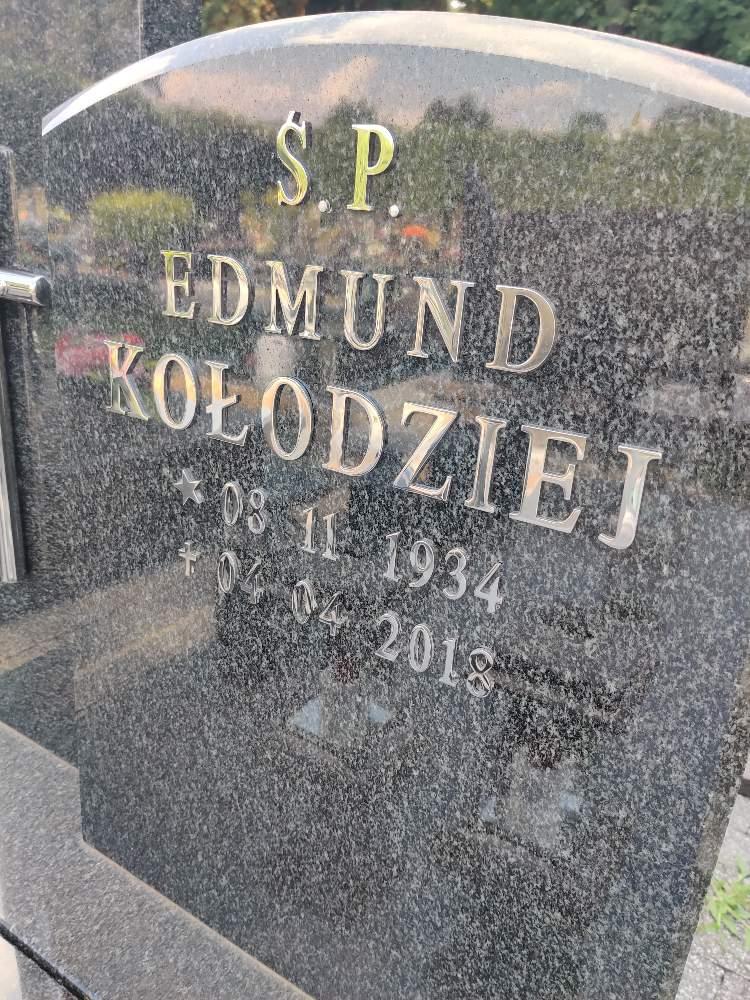 Ś.P.
EDMUND
KOŁODZIEJ
★ 08 11 1934
✝ 04 04 2018